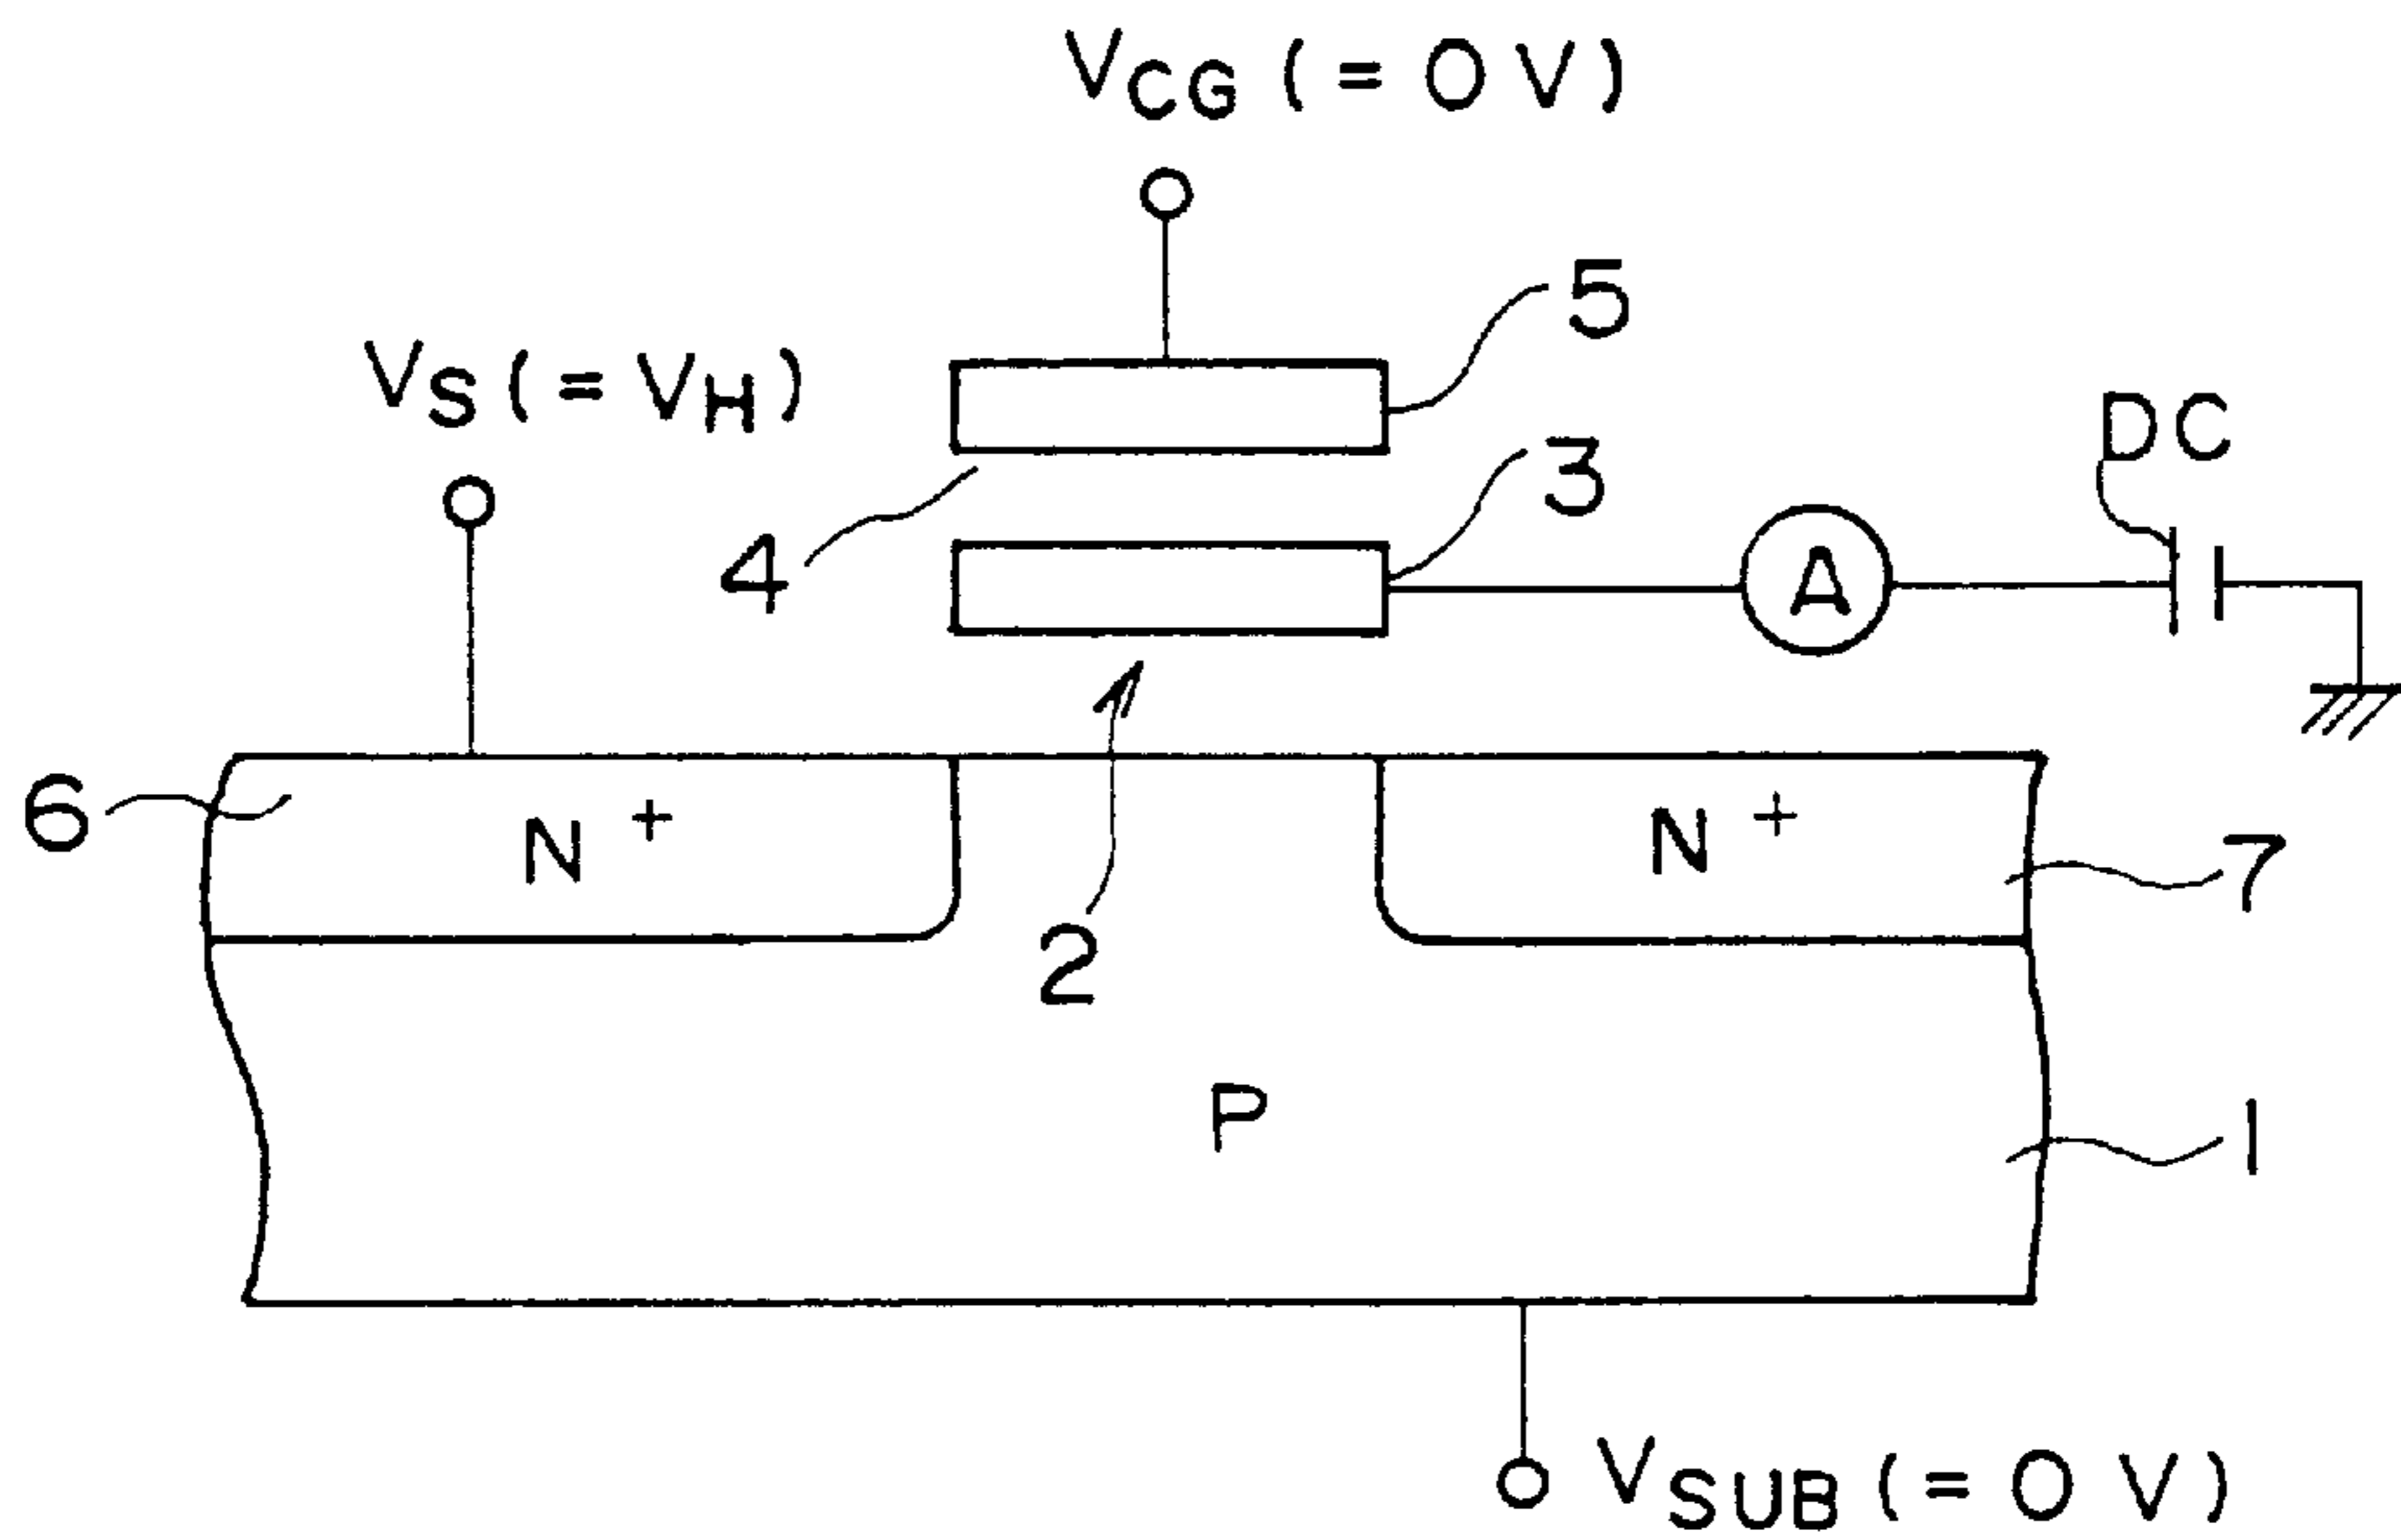 VCG (= 0 V)
5
VS (= VH)
DC
3
4
A
6
N+
N+
7
2
P
1
VSUB (= 0 V)